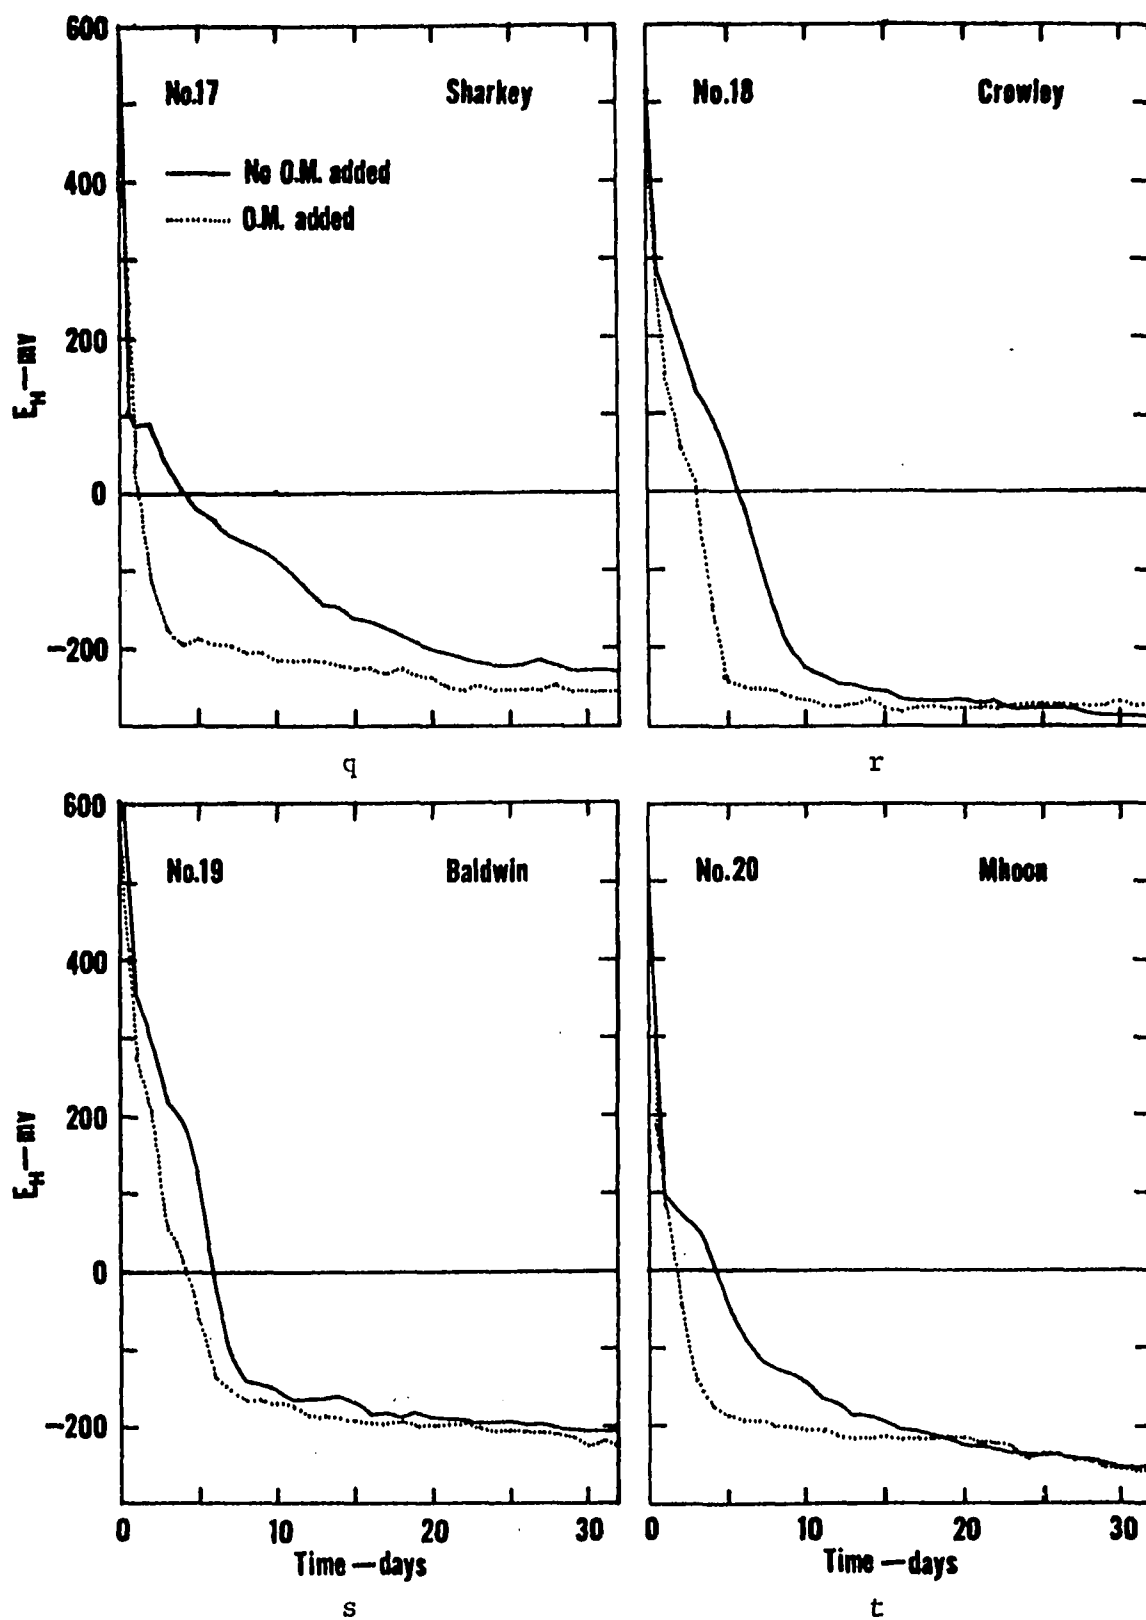 600
400
200
0
−200
E_H — mv
No.17 Sharkey
No O.M. added
O.M. added
q
No.18 Crowley
r
600
400
200
0
−200
E_H — mv
No.19 Baldwin
0 10 20 30
Time — days
s
No.20 Mhoon
0 10 20 30
Time — days
t